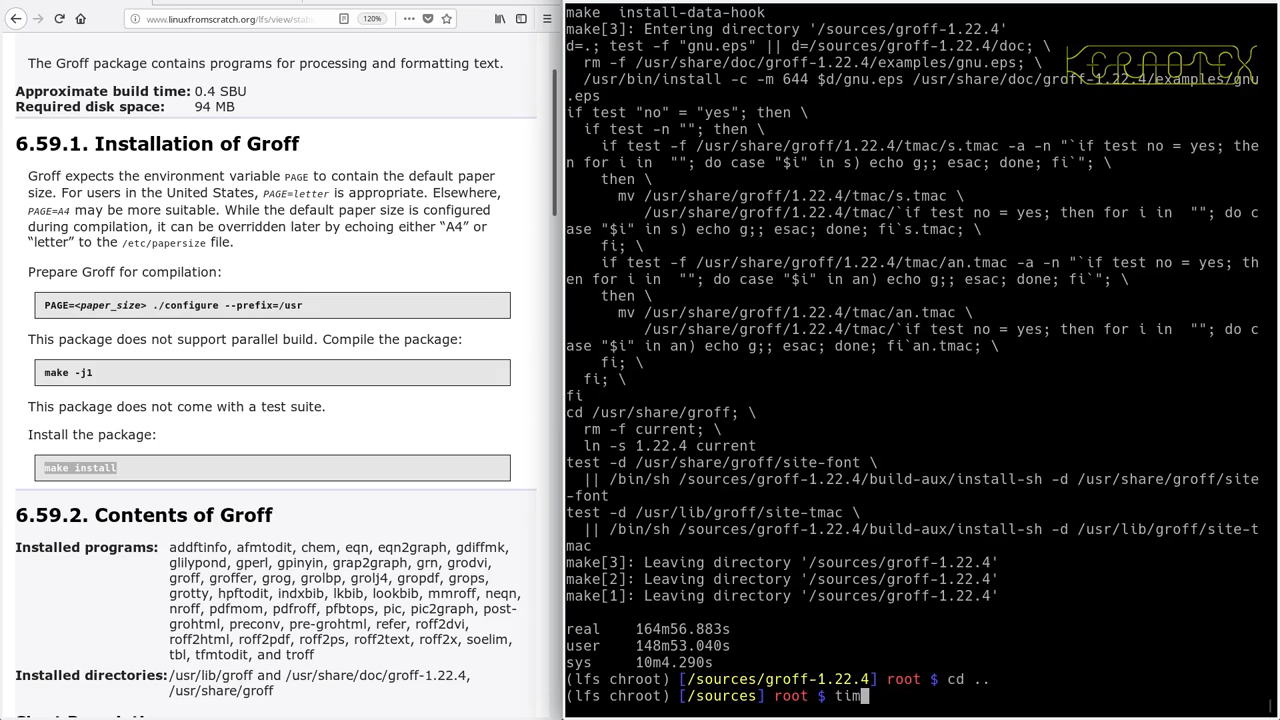 www.linuxfromscratch.org/lfs/view/stab
120%
The Groff package contains programs for processing and formatting text.
Approximate build time: 0.4 SBU
Required disk space: 94 MB
6.59.1. Installation of Groff
Groff expects the environment variable PAGE to contain the default paper
size. For users in the United States, PAGE=letter is appropriate. Elsewhere,
PAGE=A4 may be more suitable. While the default paper size is configured
during compilation, it can be overridden later by echoing either “A4” or
“letter” to the /etc/papersize file.
Prepare Groff for compilation:
PAGE=<paper_size> ./configure --prefix=/usr
This package does not support parallel build. Compile the package:
make -j1
This package does not come with a test suite.
Install the package:
make install
6.59.2. Contents of Groff
Installed programs: addftinfo, afmtodit, chem, eqn, eqn2graph, gdiffmk,
glilypond, gperl, gpinyin, grap2graph, grn, grodvi,
groff, groffer, grog, grolbp, grolj4, gropdf, grops,
grotty, hpftodit, indxbib, lkbib, lookbib, mmroff, neqn,
nroff, pdfmom, pdfroff, pfbtops, pic, pic2graph, post-
grohtml, preconv, pre-grohtml, refer, roff2dvi,
roff2html, roff2pdf, roff2ps, roff2text, roff2x, soelim,
tbl, tfmtodit, and troff
Installed directories: /usr/lib/groff and /usr/share/doc/groff-1.22.4,
/usr/share/groff
make  install-data-hook
make[3]: Entering directory '/sources/groff-1.22.4'
d=.; test -f "gnu.eps" || d=/sources/groff-1.22.4/doc; \
  rm -f /usr/share/doc/groff-1.22.4/examples/gnu.eps; \
  /usr/bin/install -c -m 644 $d/gnu.eps /usr/share/doc/groff-1.22.4/examples/gnu
.eps
if test "no" = "yes"; then \
  if test -n ""; then \
    if test -f /usr/share/groff/1.22.4/tmac/s.tmac -a -n "`if test no = yes; the
n for i in  ""; do case "$i" in s) echo g;; esac; done; fi`"; \
    then \
      mv /usr/share/groff/1.22.4/tmac/s.tmac \
         /usr/share/groff/1.22.4/tmac/`if test no = yes; then for i in  ""; do c
ase "$i" in s) echo g;; esac; done; fi`s.tmac; \
    fi; \
    if test -f /usr/share/groff/1.22.4/tmac/an.tmac -a -n "`if test no = yes; th
en for i in  ""; do case "$i" in an) echo g;; esac; done; fi`"; \
    then \
      mv /usr/share/groff/1.22.4/tmac/an.tmac \
         /usr/share/groff/1.22.4/tmac/`if test no = yes; then for i in  ""; do c
ase "$i" in an) echo g;; esac; done; fi`an.tmac; \
    fi; \
  fi; \
fi
cd /usr/share/groff; \
  rm -f current; \
  ln -s 1.22.4 current
test -d /usr/share/groff/site-font \
  || /bin/sh /sources/groff-1.22.4/build-aux/install-sh -d /usr/share/groff/site
-font
test -d /usr/lib/groff/site-tmac \
  || /bin/sh /sources/groff-1.22.4/build-aux/install-sh -d /usr/lib/groff/site-t
mac
make[3]: Leaving directory '/sources/groff-1.22.4'
make[2]: Leaving directory '/sources/groff-1.22.4'
make[1]: Leaving directory '/sources/groff-1.22.4'
real    164m56.883s
user    148m53.040s
sys     10m4.290s
(lfs chroot) [/sources/groff-1.22.4] root $ cd ..
(lfs chroot) [/sources] root $ tim